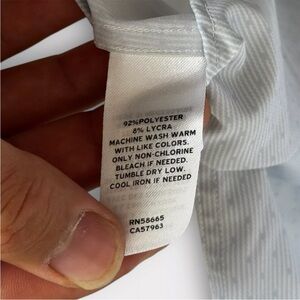 92%POLYESTER
8% LYCRA
MACHINE WASH WARM
WITH LIKE COLORS.
ONLY NON-CHLORINE
BLEACH IF NEEDED.
TUMBLE DRY LOW.
COOL IRON IF NEEDED
RN58665
CA57963